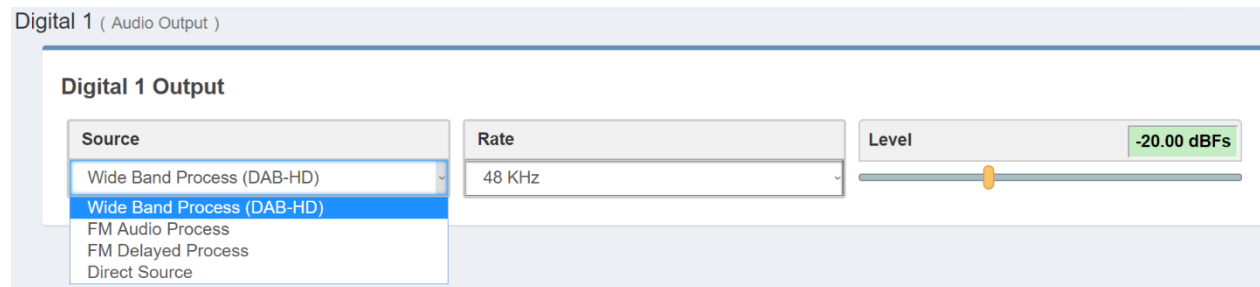 Digital 1 ( Audio Output )
Digital 1 Output
Source
Wide Band Process (DAB-HD)
Wide Band Process (DAB-HD)
FM Audio Process
FM Delayed Process
Direct Source
Rate
48 KHz
Level
-20.00 dBFs